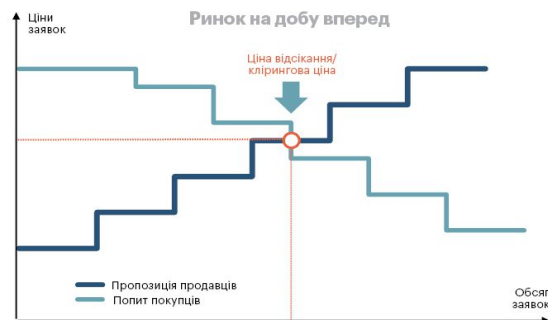 Ціни
заявок
Ринок на добу вперед
Ціна відсікання/
клірингова ціна
Пропозиція продавців
Попит покупців
Обсяг
заявок